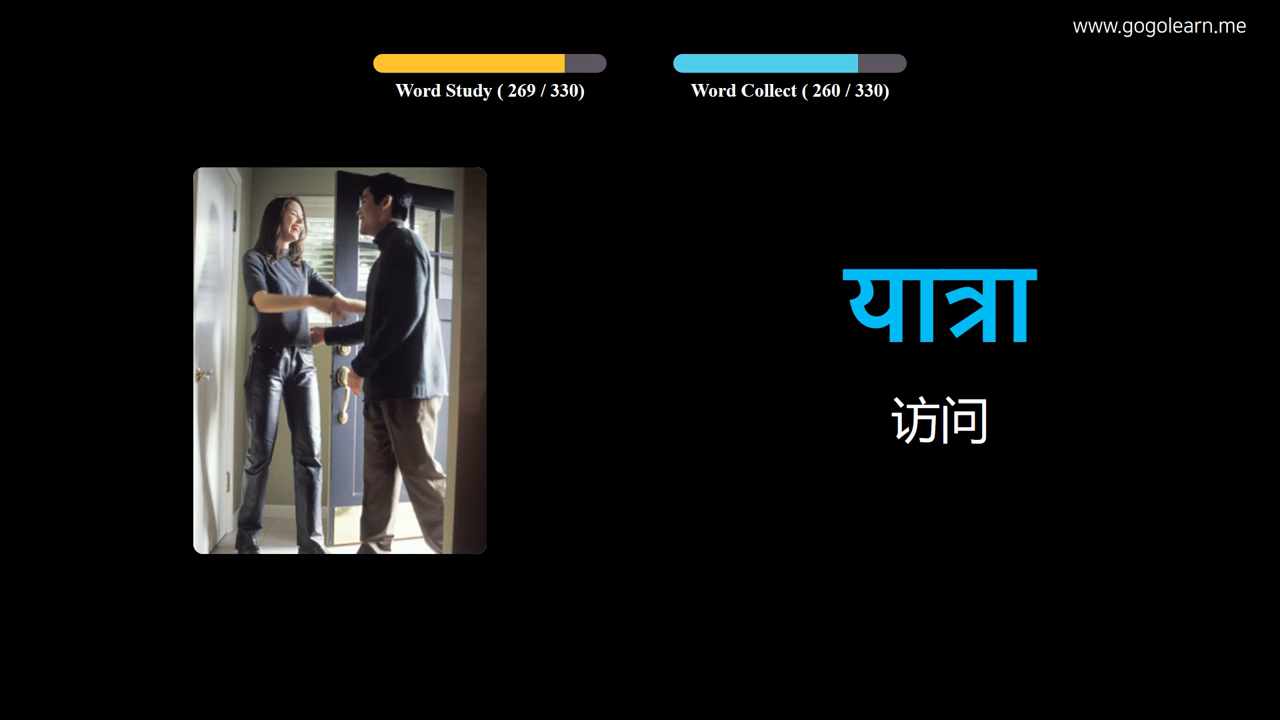 www.gogolearn.me
Word Study ( 269 / 330)
Word Collect ( 260 / 330)
यात्रा
访问